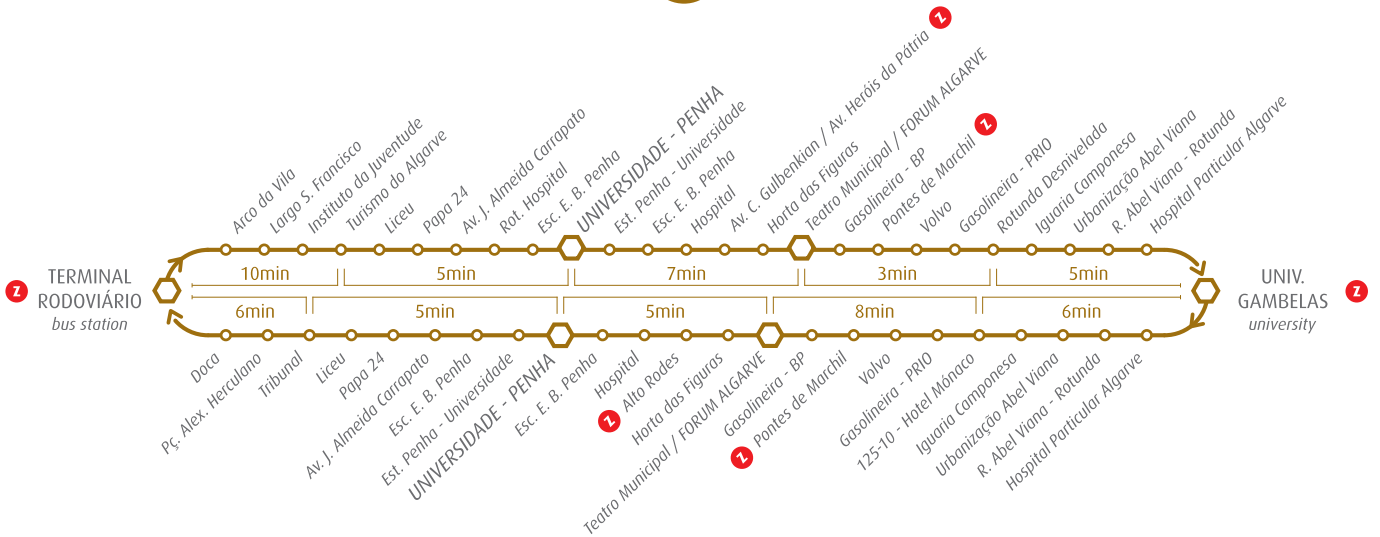 Arco da Vila
Largo S. Francisco
Instituto da Juventude
Turismo do Algarve
Liceu
Papa 24
Av. J. Almeida Carrapato
Rot. Hospital
Esc. E. B. Penha
UNIVERSIDADE - PENHA
Est. Penha - Universidade
Esc. E. B. Penha
Hospital
Av. C. Gulbenkian / Av. Heróis da Pátria Z
Horta das Figuras
Teatro Municipal / FORUM ALGARVE
Gasolineira - BP
Pontes de Marchil Z
Volvo
Gasolineira - PRIO
Rotunda Desnivelada
Iguaria Camponesa
Urbanização Abel Viana
R. Abel Viana - Rotunda
Hospital Particular Algarve
Z
TERMINAL
RODOVIÁRIO
bus station
10min 5min 7min 3min 5min
6min 5min 5min 8min 6min
UNIV.
GAMBELAS
university
Z
Doca
Pç. Alex. Herculano
Tribunal
Liceu
Papa 24
Av. J. Almeida Carrapato
Esc. E. B. Penha
Est. Penha - Universidade
UNIVERSIDADE - PENHA
Esc. E. B. Penha
Hospital
Z Alto Rodes
Horta das Figuras
Teatro Municipal / FORUM ALGARVE
Gasolineira - BP
Z Pontes de Marchil
Volvo
Gasolineira - PRIO
125-10 - Hotel Mónaco
Iguaria Camponesa
Urbanização Abel Viana
R. Abel Viana - Rotunda
Hospital Particular Algarve